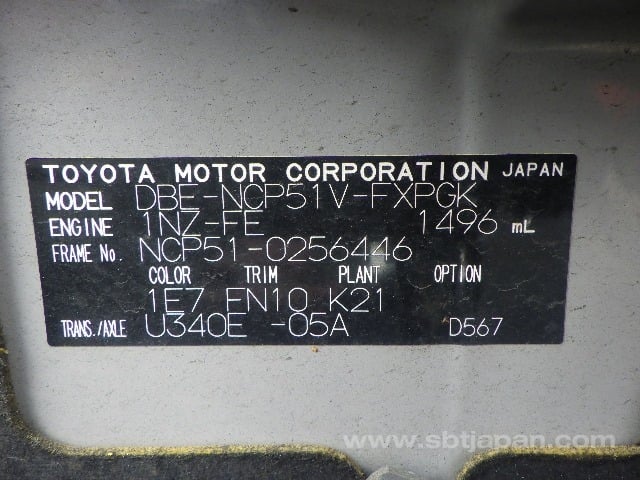 TOYOTA MOTOR CORPORATION JAPAN
MODEL DBE-NCP51V-FXPGK
ENGINE 1NZ-FE 1496 mL
FRAME No. NCP51-0256446
COLOR TRIM PLANT OPTION
1E7 FN10 K21
TRANS./AXLE U340E -05A D567
www.sbtjapan.com